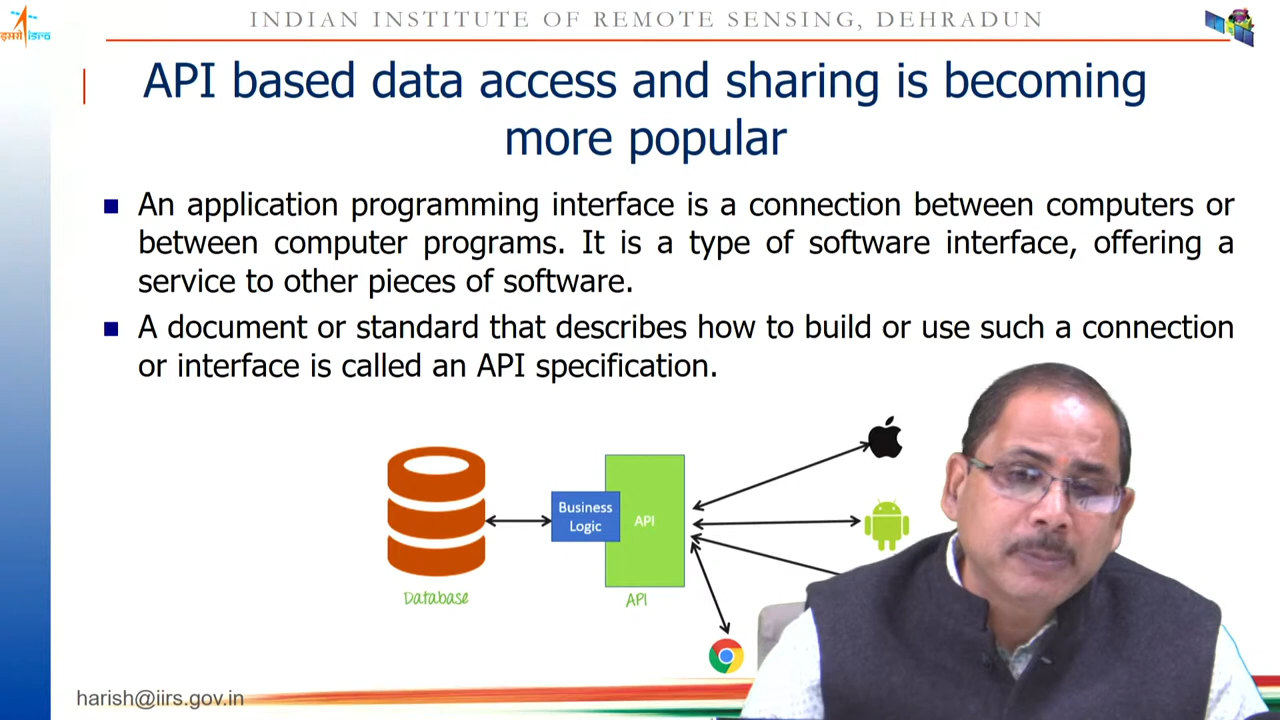 INDIAN INSTITUTE OF REMOTE SENSING, DEHRADUN
इसरो isro
API based data access and sharing is becoming
more popular
An application programming interface is a connection between computers or
between computer programs. It is a type of software interface, offering a
service to other pieces of software.
A document or standard that describes how to build or use such a connection
or interface is called an API specification.
Business
Logic
API
Database
API
harish@iirs.gov.in